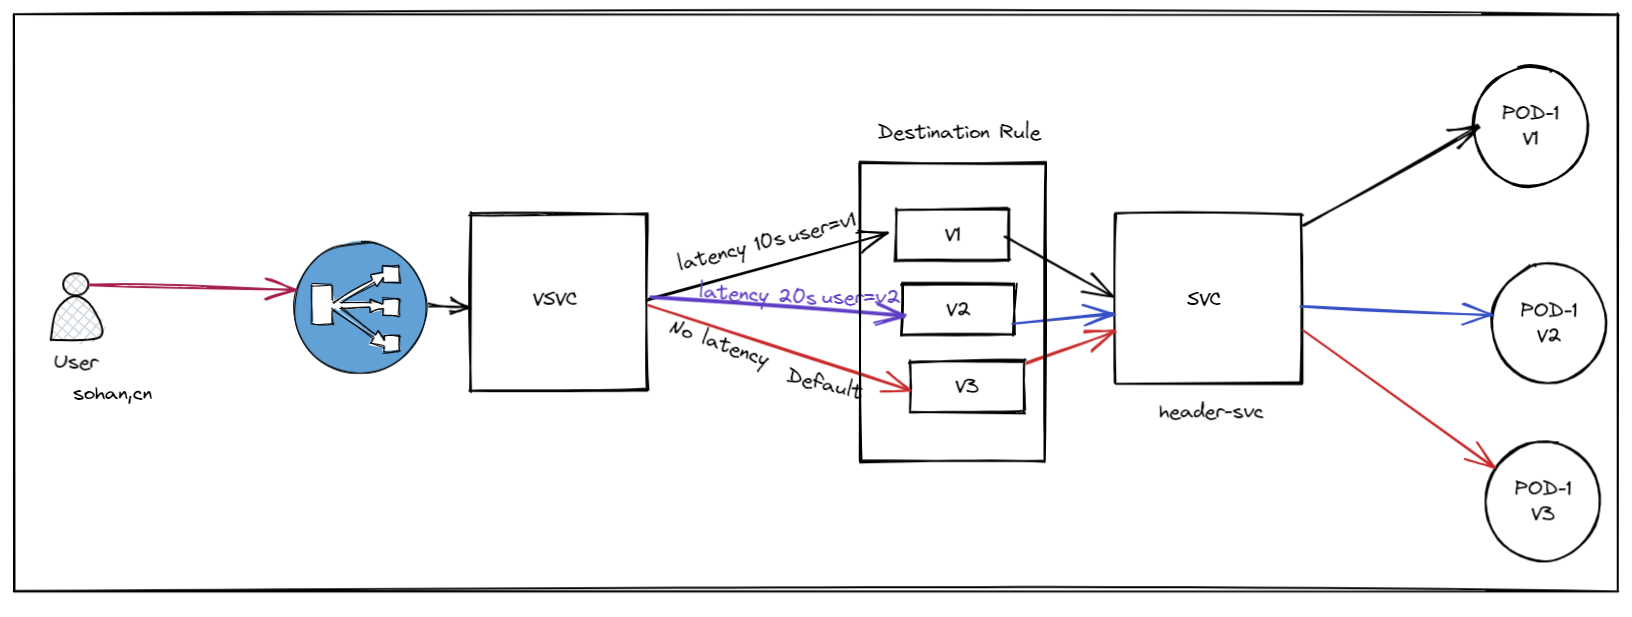 User
sohan,cn
vsvc
latency 10s user=v1
latency 20s user=v2
No latency Default
Destination Rule
v1
v2
v3
svc
header-svc
POD-1
v1
POD-1
v2
POD-1
v3